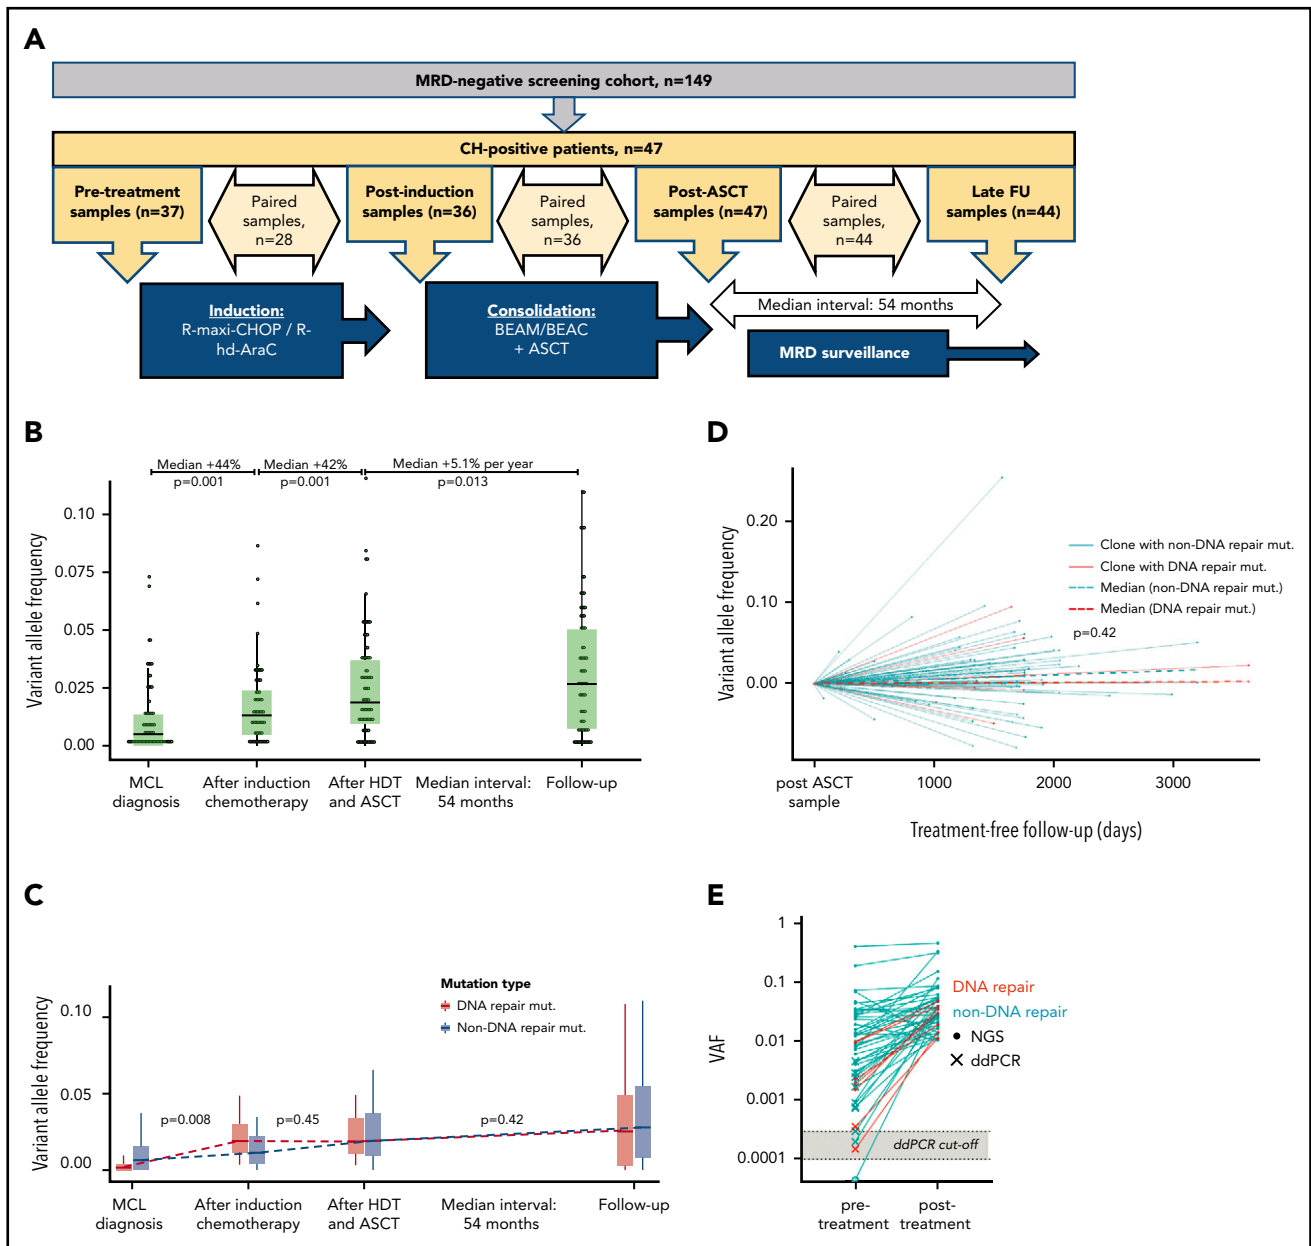 A
MRD-negative screening cohort, n=149
CH-positive patients, n=47
Pre-treatment
samples (n=37)
Paired
samples,
n=28
Post-induction
samples (n=36)
Paired
samples,
n=36
Post-ASCT
samples (n=47)
Paired
samples,
n=44
Late FU
samples (n=44)
Induction:
R-maxi-CHOP / R-
hd-AraC
Consolidation:
BEAM/BEAC
+ ASCT
Median interval: 54 months
MRD surveillance
B
Median +44%
p=0.001
Median +42%
p=0.001
Median +5.1% per year
p=0.013
Variant allele frequency
0.10
0.075
0.05
0.025
0.00
MCL
diagnosis
After induction
chemotherapy
After HDT
and ASCT
Median interval:
54 months
Follow-up
D
Variant allele frequency
0.20
0.10
0.00
Clone with non-DNA repair mut.
Clone with DNA repair mut.
Median (non-DNA repair mut.)
Median (DNA repair mut.)
p=0.42
post ASCT
sample
1000
2000
3000
Treatment-free follow-up (days)
C
Variant allele frequency
0.10
0.05
0.00
Mutation type
DNA repair mut.
Non-DNA repair mut.
p=0.008
p=0.45
p=0.42
MCL
diagnosis
After induction
chemotherapy
After HDT
and ASCT
Median interval:
54 months
Follow-up
E
VAF
1
0.1
0.01
0.001
0.0001
DNA repair
non-DNA repair
NGS
ddPCR
ddPCR cut-off
pre-
treatment
post-
treatment